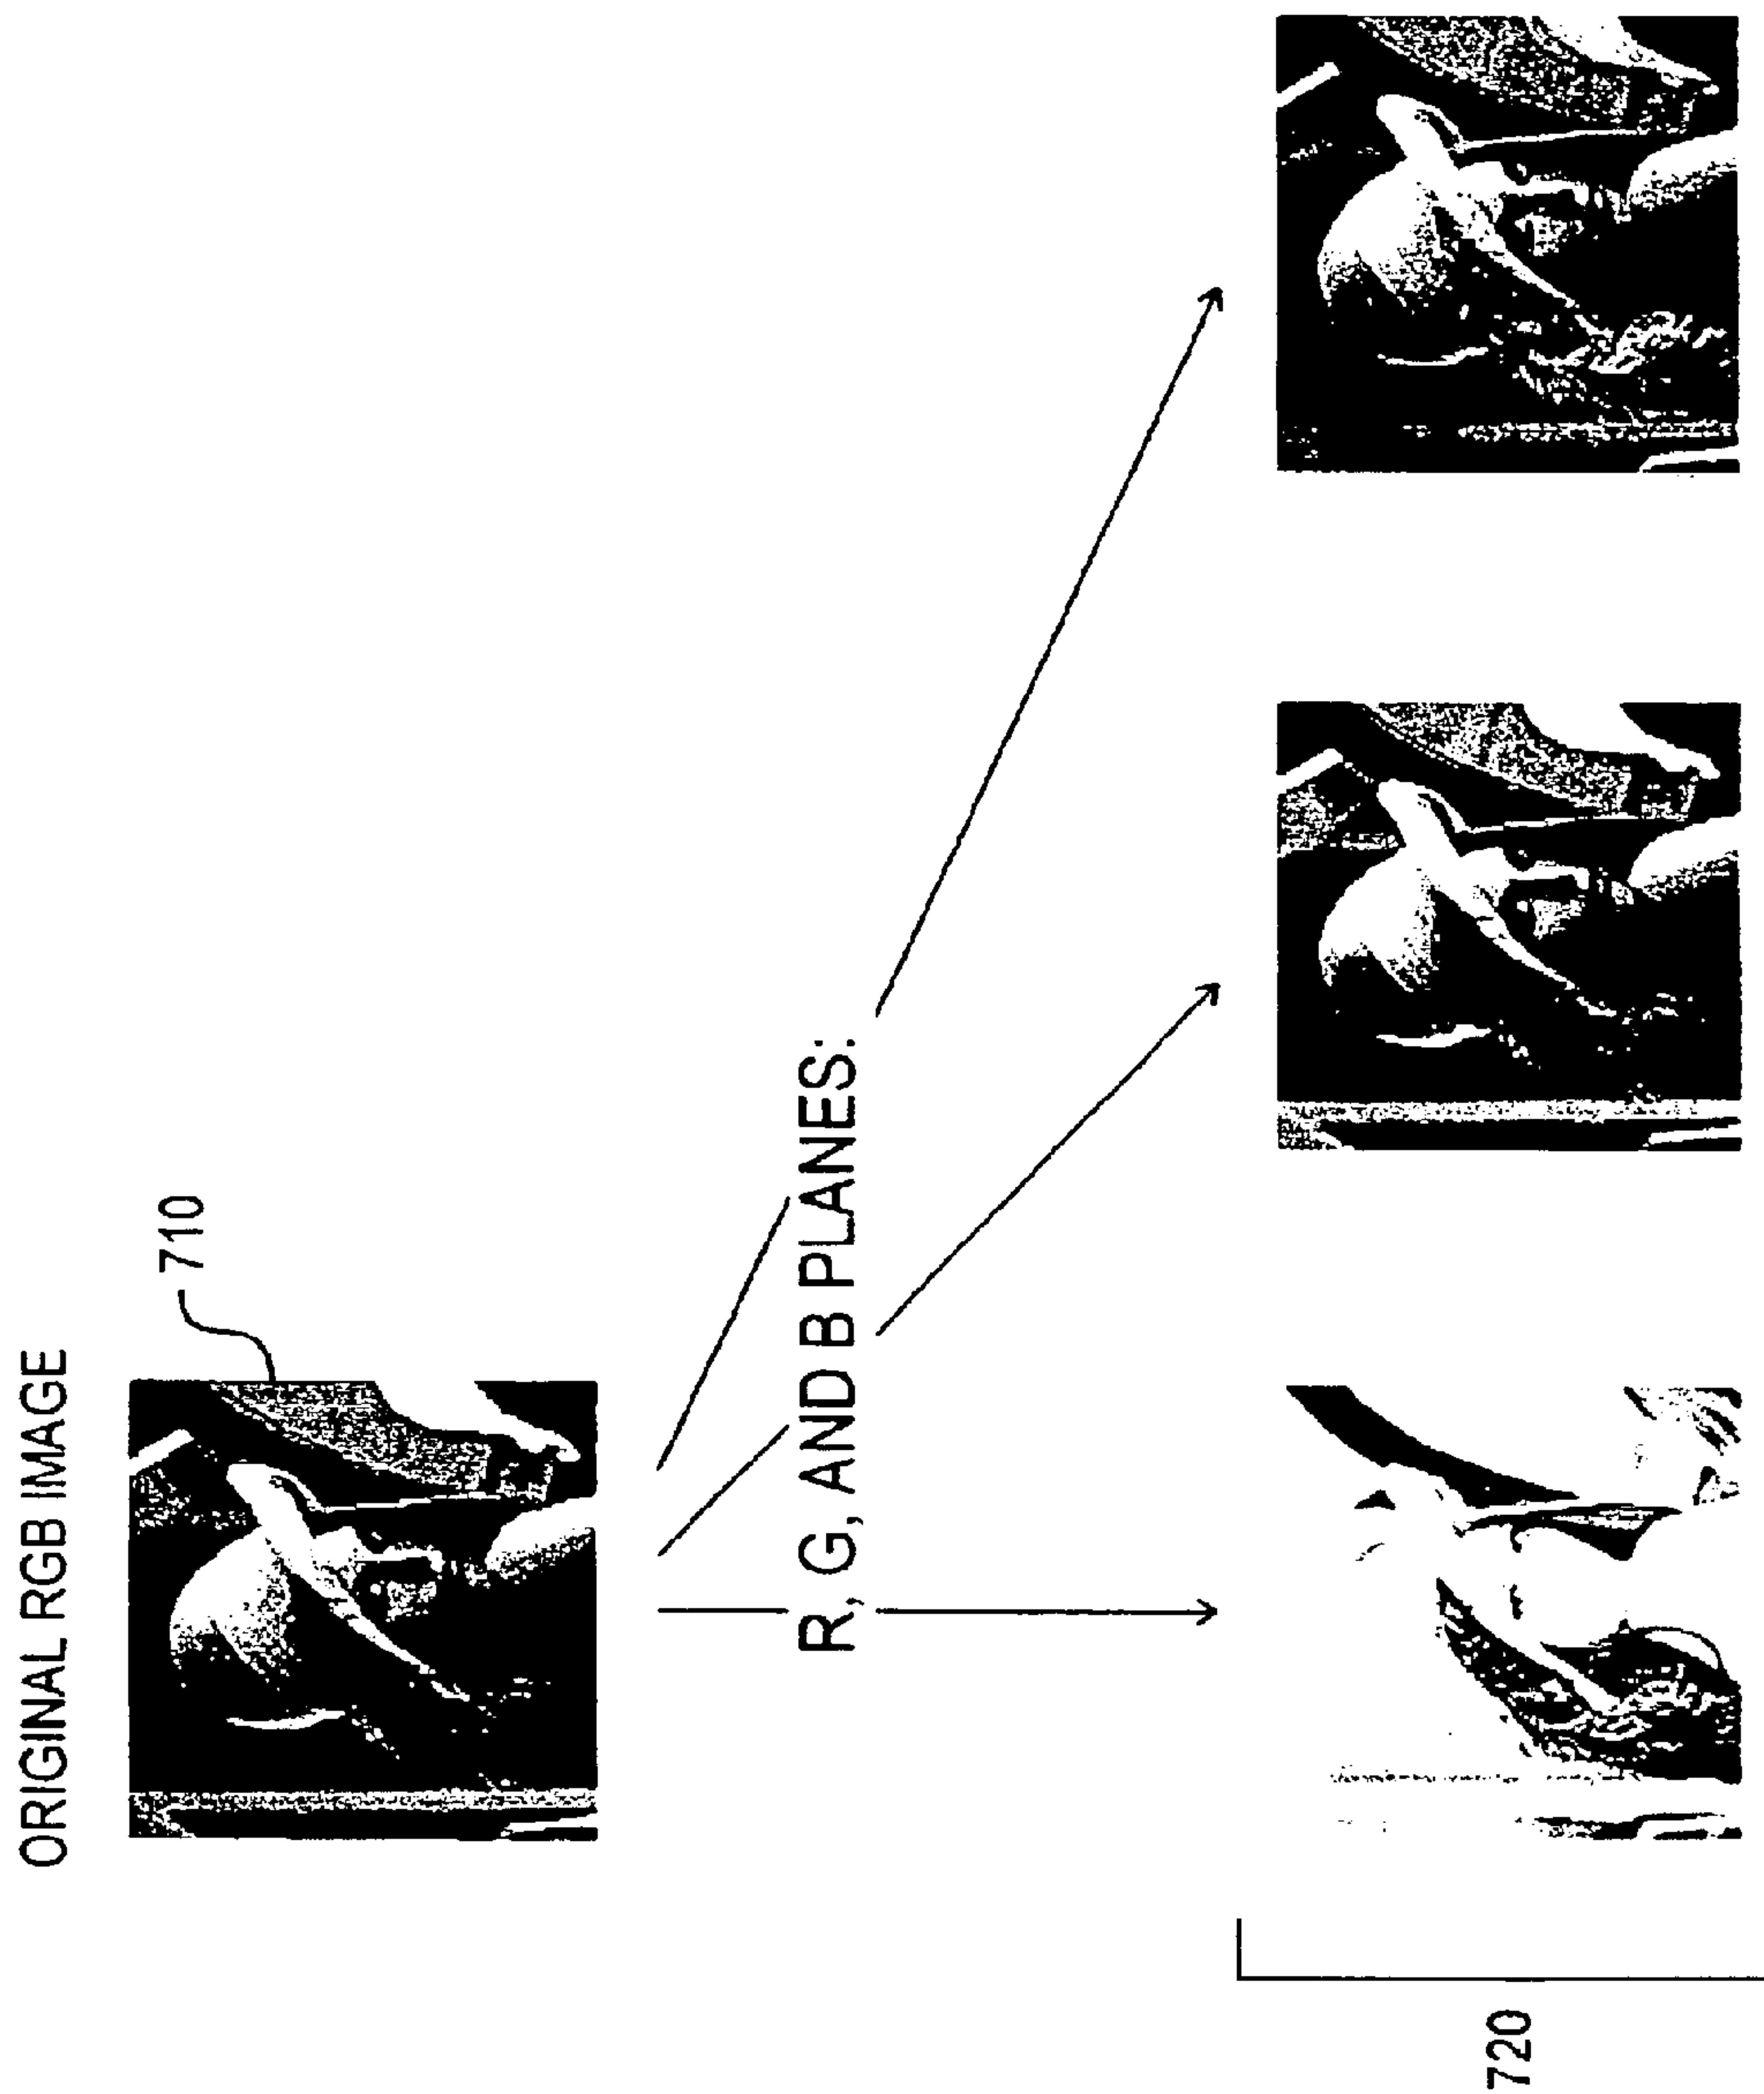 ORIGINAL RGB IMAGE
710
R, G, AND B PLANES:
720